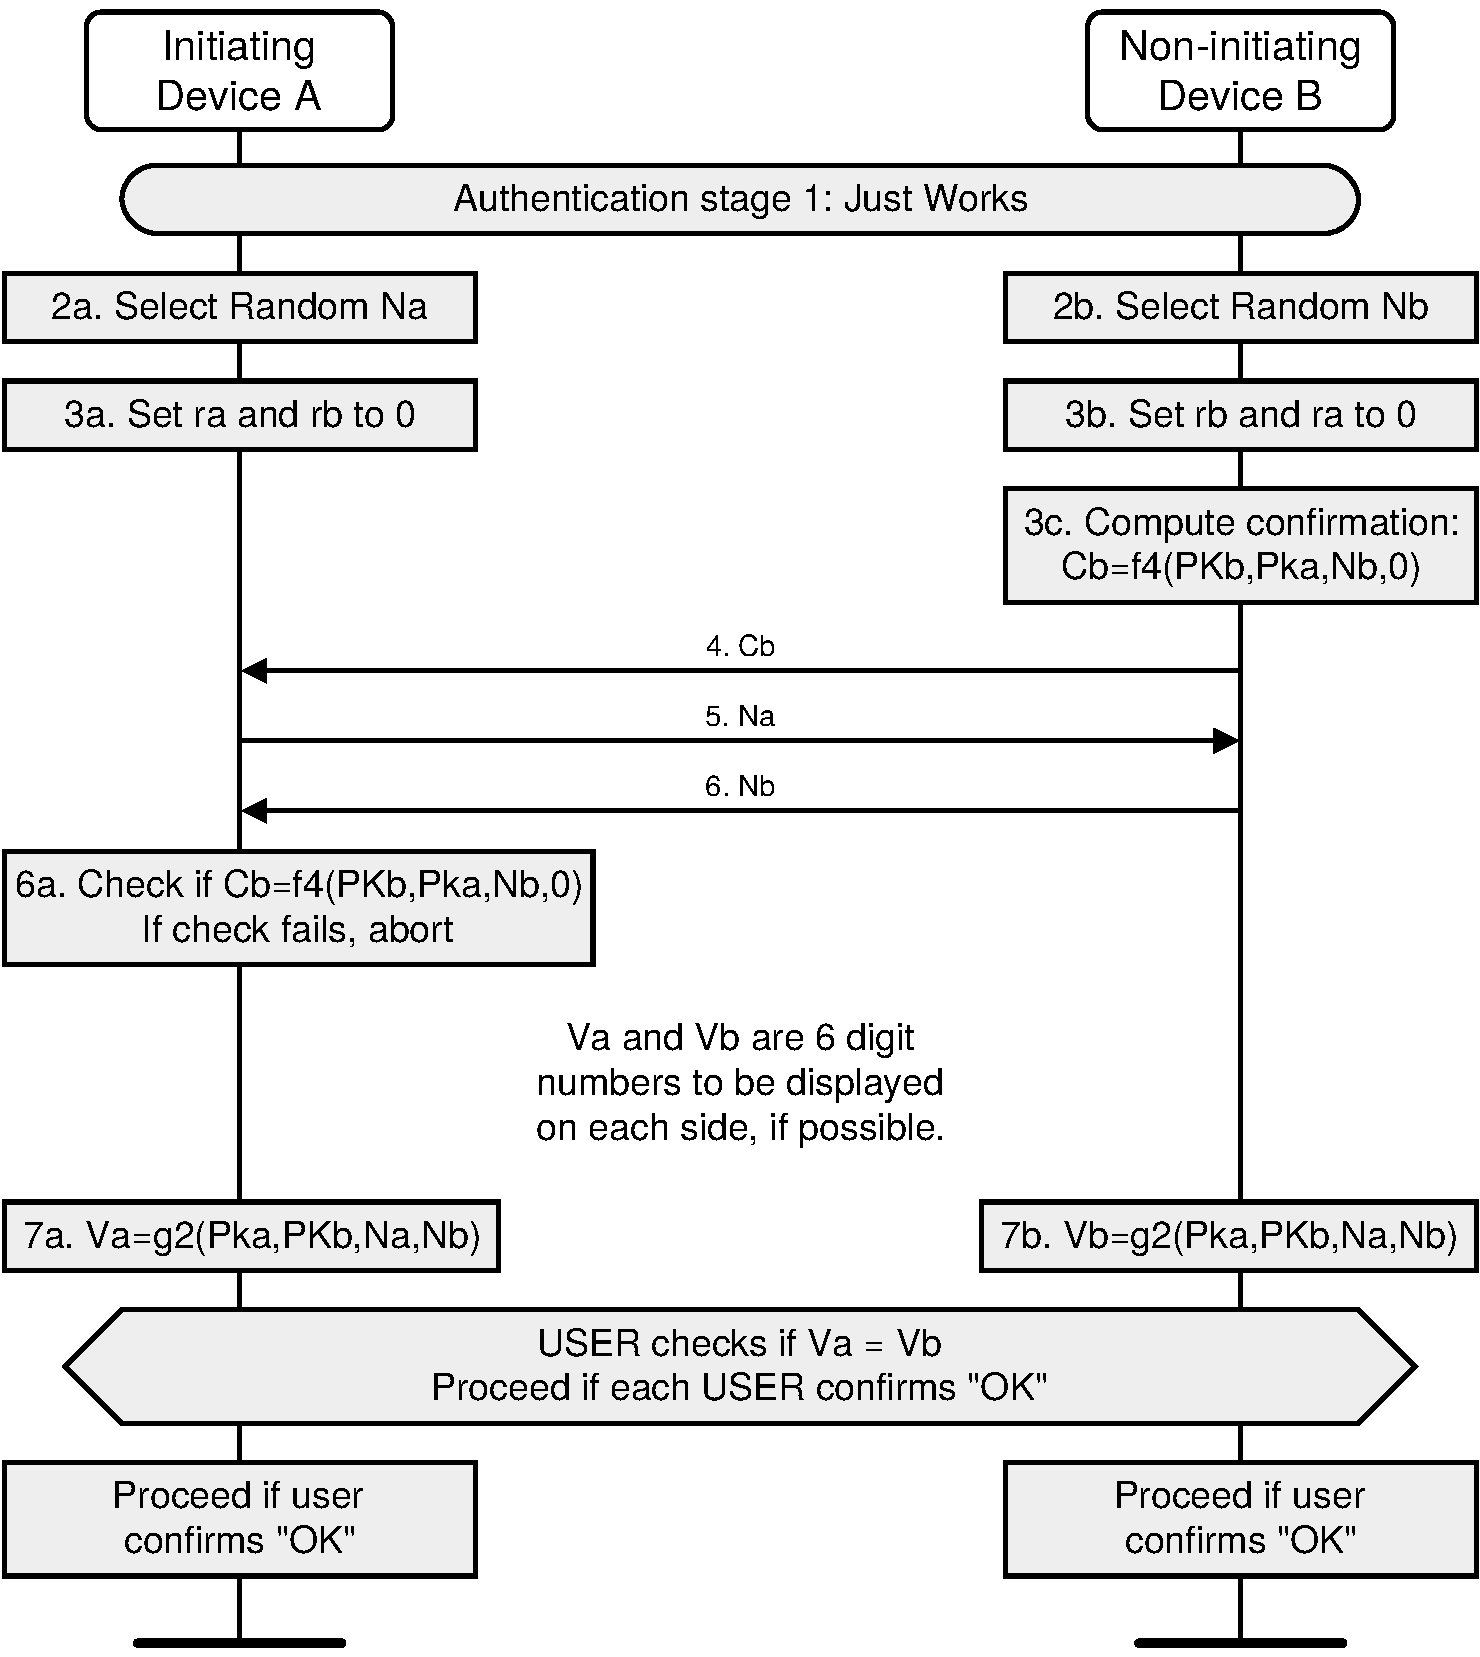 Initiating
Device A
Non-initiating
Device B
Authentication stage 1: Just Works
2a. Select Random Na
2b. Select Random Nb
3a. Set ra and rb to 0
3b. Set rb and ra to 0
3c. Compute confirmation:
Cb=f4(PKb,Pka,Nb,0)
4. Cb
5. Na
6. Nb
6a. Check if Cb=f4(PKb,Pka,Nb,0)
If check fails, abort
Va and Vb are 6 digit
numbers to be displayed
on each side, if possible.
7a. Va=g2(Pka,PKb,Na,Nb)
7b. Vb=g2(Pka,PKb,Na,Nb)
USER checks if Va = Vb
Proceed if each USER confirms "OK"
Proceed if user
confirms "OK"
Proceed if user
confirms "OK"